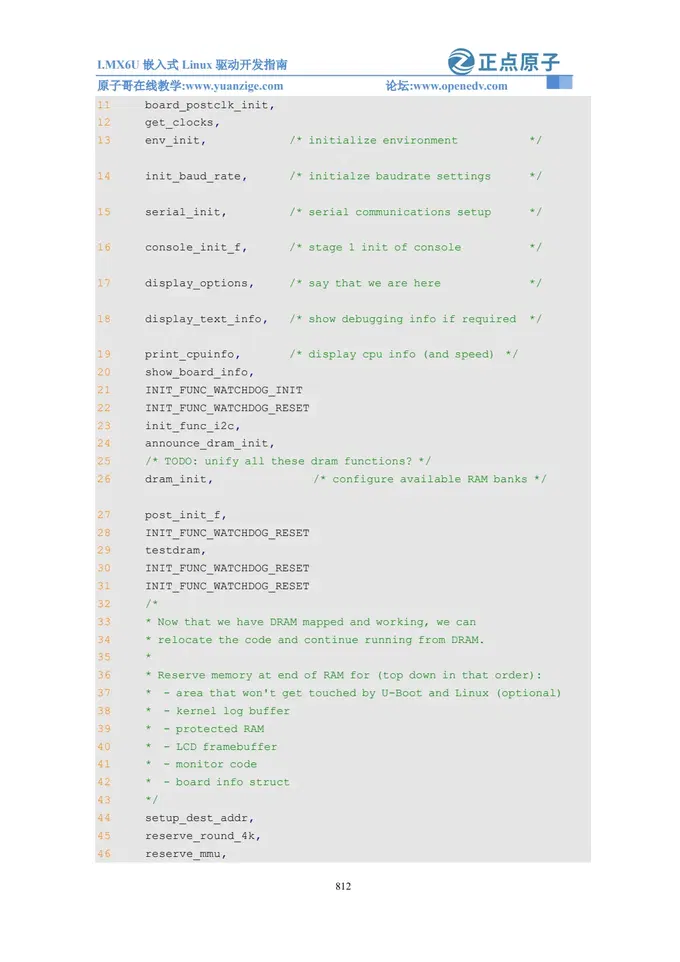 I.MX6U 嵌入式 Linux 驱动开发指南
正点原子
原子哥在线教学:www.yuanzige.com 论坛:www.openedv.com
11 board_postclk_init,
12 get_clocks,
13 env_init, /* initialize environment */
14 init_baud_rate, /* initialze baudrate settings */
15 serial_init, /* serial communications setup */
16 console_init_f, /* stage 1 init of console */
17 display_options, /* say that we are here */
18 display_text_info, /* show debugging info if required */
19 print_cpuinfo, /* display cpu info (and speed) */
20 show_board_info,
21 INIT_FUNC_WATCHDOG_INIT
22 INIT_FUNC_WATCHDOG_RESET
23 init_func_i2c,
24 announce_dram_init,
25 /* TODO: unify all these dram functions? */
26 dram_init, /* configure available RAM banks */
27 post_init_f,
28 INIT_FUNC_WATCHDOG_RESET
29 testdram,
30 INIT_FUNC_WATCHDOG_RESET
31 INIT_FUNC_WATCHDOG_RESET
32 /*
33 * Now that we have DRAM mapped and working, we can
34 * relocate the code and continue running from DRAM.
35 *
36 * Reserve memory at end of RAM for (top down in that order):
37 * - area that won't get touched by U-Boot and Linux (optional)
38 * - kernel log buffer
39 * - protected RAM
40 * - LCD framebuffer
41 * - monitor code
42 * - board info struct
43 */
44 setup_dest_addr,
45 reserve_round_4k,
46 reserve_mmu,
812